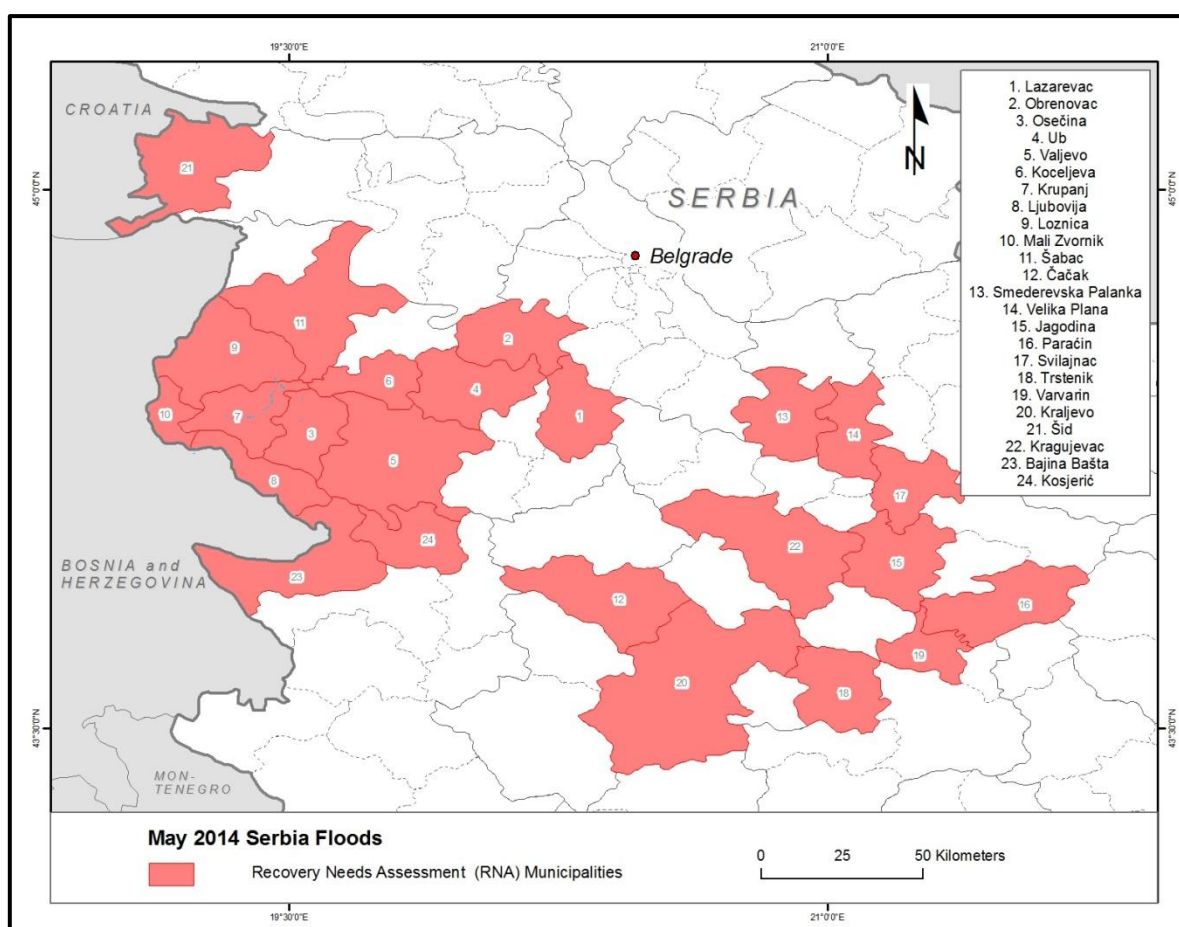 19°30'0"E
21°0'0"E
CROATIA
SERBIA
N
Belgrade
45°0'0"N
45°0'0"N
1. Lazarevac
2. Obrenovac
3. Osečina
4. Ub
5. Valjevo
6. Koceljeva
7. Krupanj
8. Ljubovija
9. Loznica
10. Mali Zvornik
11. Šabac
12. Čačak
13. Smederevska Palanka
14. Velika Plana
15. Jagodina
16. Paraćin
17. Svilajnac
18. Trstenik
19. Varvarin
20. Kraljevo
21. Šid
22. Kragujevac
23. Bajina Bašta
24. Kosjerić
21
11
2
9
6
4
10
7
3
1
13
14
5
8
17
24
22
15
23
12
16
19
20
18
BOSNIA and
HERZEGOVINA
43°30'0"N
43°30'0"N
MON-
TENEGRO
May 2014 Serbia Floods
Recovery Needs Assessment (RNA) Municipalities
0 25 50 Kilometers
19°30'0"E
21°0'0"E